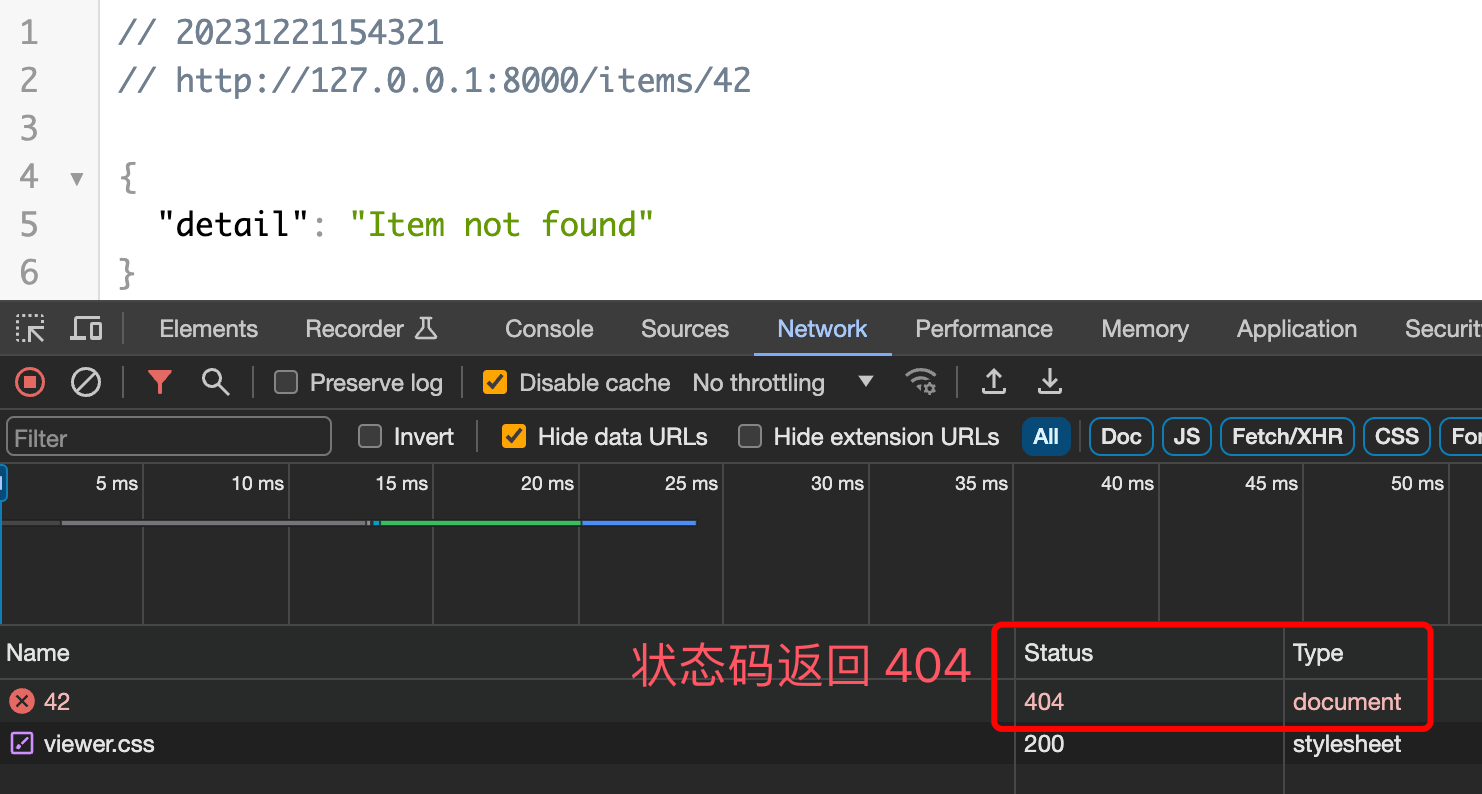 1 // 20231221154321
2 // http://127.0.0.1:8000/items/42
3
4 {
5 "detail": "Item not found"
6 }
Elements Recorder Console Sources Network Performance Memory Application Securit
Preserve log Disable cache No throttling
Filter Invert Hide data URLs Hide extension URLs All Doc JS Fetch/XHR CSS Fon
5 ms 10 ms 15 ms 20 ms 25 ms 30 ms 35 ms 40 ms 45 ms 50 ms
Name 状态码返回 404 Status Type
42 404 document
viewer.css 200 stylesheet